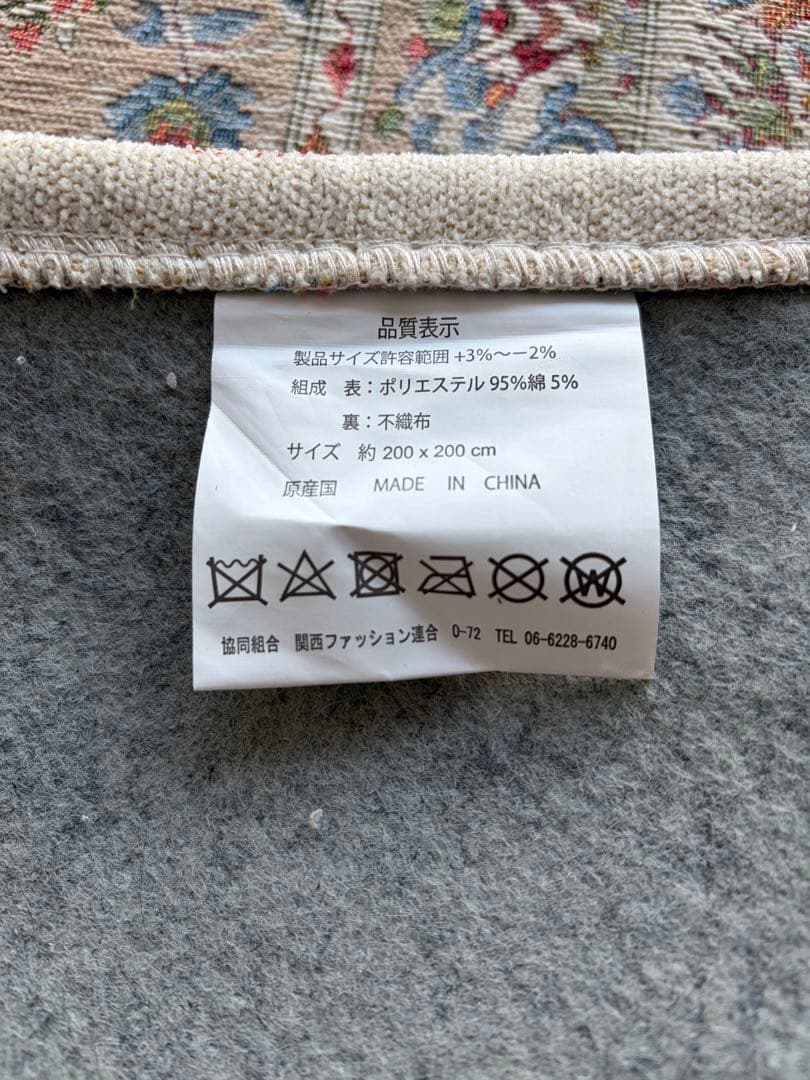 品質表示
製品サイズ許容範囲 +3%～－2%
組成 表：ポリエステル 95%綿 5%
裏：不織布
サイズ 約 200 x 200 cm
原産国 MADE IN CHINA
W
協同組合 関西ファッション連合 O-72 TEL 06-6228-6740